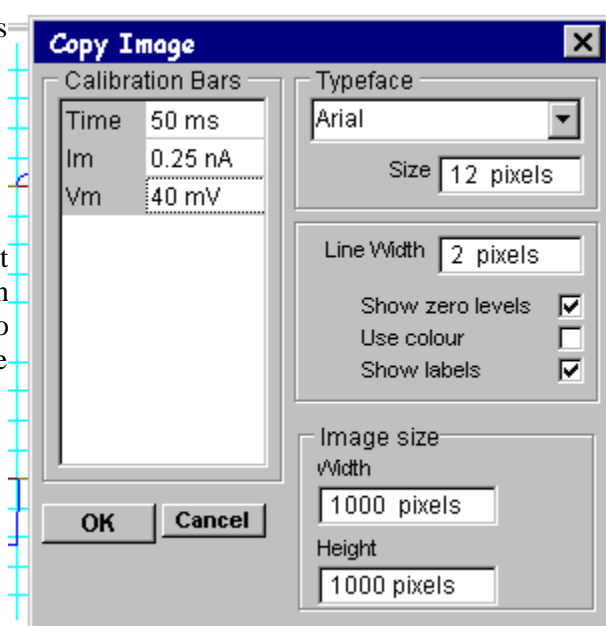 s
Copy Image
Calibration Bars
Time 50 ms
Im 0.25 nA
Vm 40 mV
t
n
o
e
OK Cancel
Typeface
Arial
Size 12 pixels
Line Width 2 pixels
Show zero levels
Use colour
Show labels
Image size
Width
1000 pixels
Height
1000 pixels